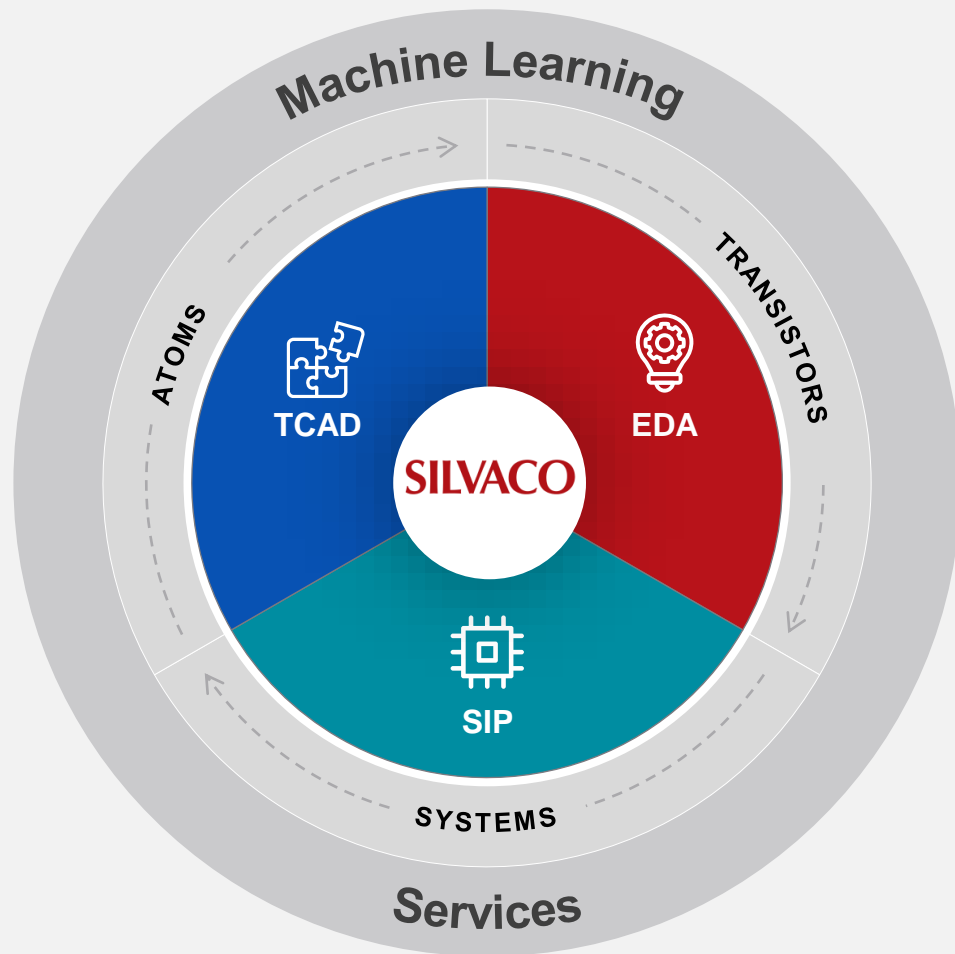 Machine Learning
ATOMS
TRANSISTORS
TCAD
EDA
SILVACO
SIP
SYSTEMS
Services